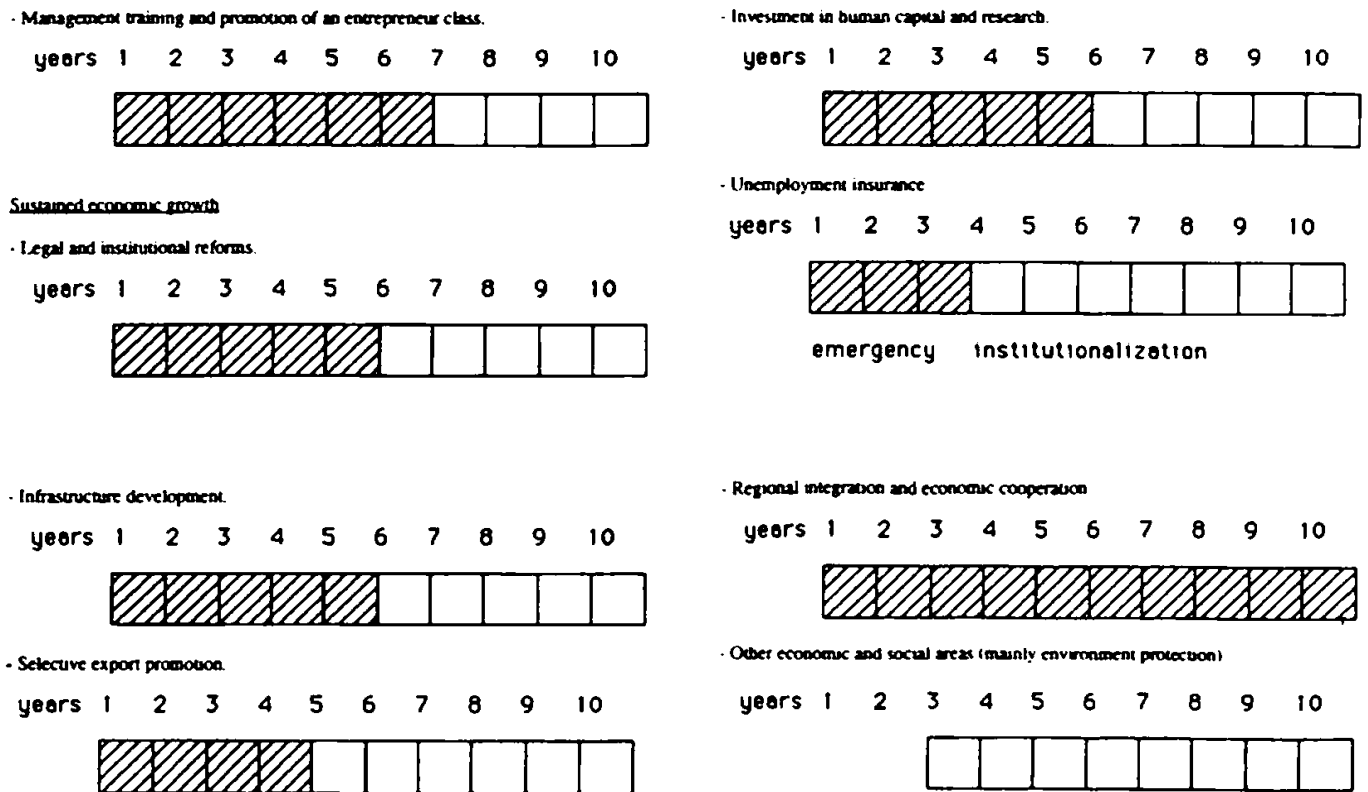 - Management training and promotion of an entrepreneur class.
years 1 2 3 4 5 6 7 8 9 10
Sustained economic growth
- Legal and institutional reforms.
years 1 2 3 4 5 6 7 8 9 10
- Infrastructure development.
years 1 2 3 4 5 6 7 8 9 10
- Selective export promotion.
years 1 2 3 4 5 6 7 8 9 10
- Investment in human capital and research.
years 1 2 3 4 5 6 7 8 9 10
- Unemployment insurance
years 1 2 3 4 5 6 7 8 9 10
emergency institutionalization
- Regional integration and economic cooperation
years 1 2 3 4 5 6 7 8 9 10
- Other economic and social areas (mainly environment protection)
years 1 2 3 4 5 6 7 8 9 10